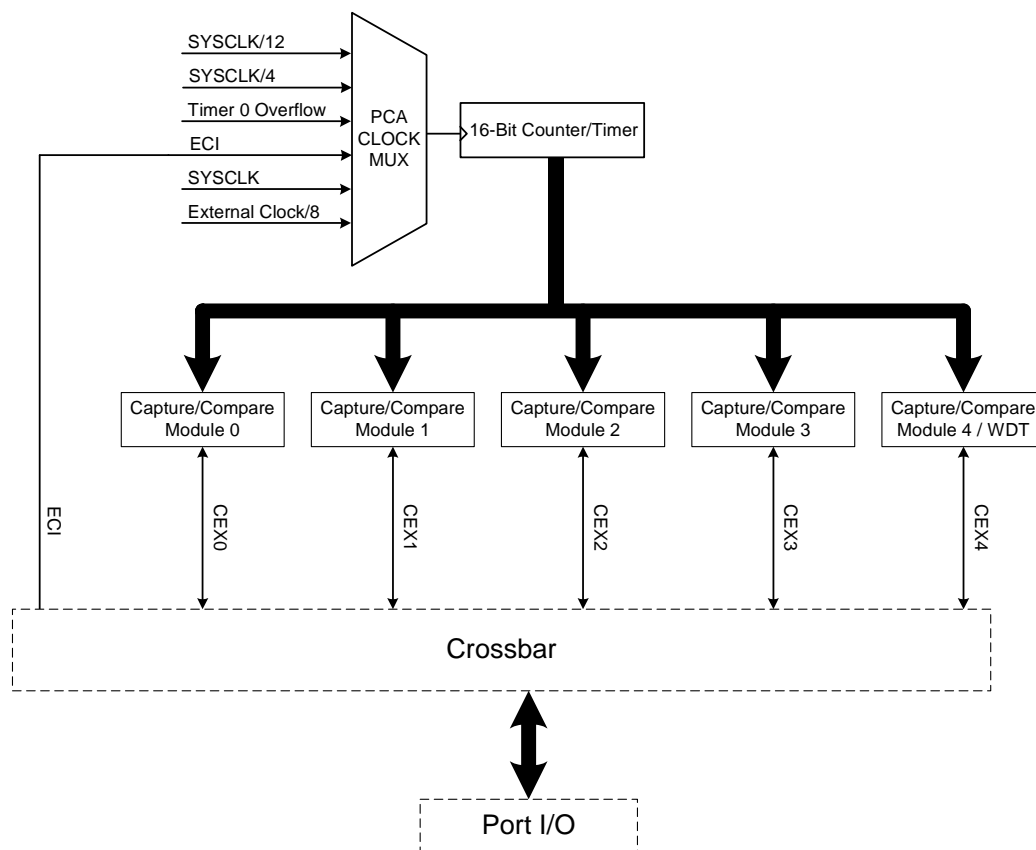 SYSCLK/12
SYSCLK/4
Timer 0 Overflow
ECI
SYSCLK
External Clock/8
PCA
CLOCK
MUX
16-Bit Counter/Timer
Capture/Compare
Module 0
Capture/Compare
Module 1
Capture/Compare
Module 2
Capture/Compare
Module 3
Capture/Compare
Module 4 / WDT
ECI
CEX0
CEX1
CEX2
CEX3
CEX4
Crossbar
Port I/O